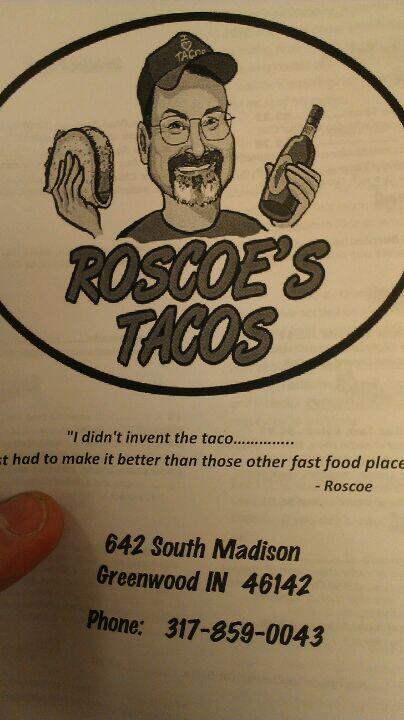 I
TACOS
ROSCOE'S
TACOS
"I didn't invent the taco.............
had to make it better than those other fast food place
- Roscoe
642 South Madison
Greenwood IN 46142
Phone: 317-859-0043